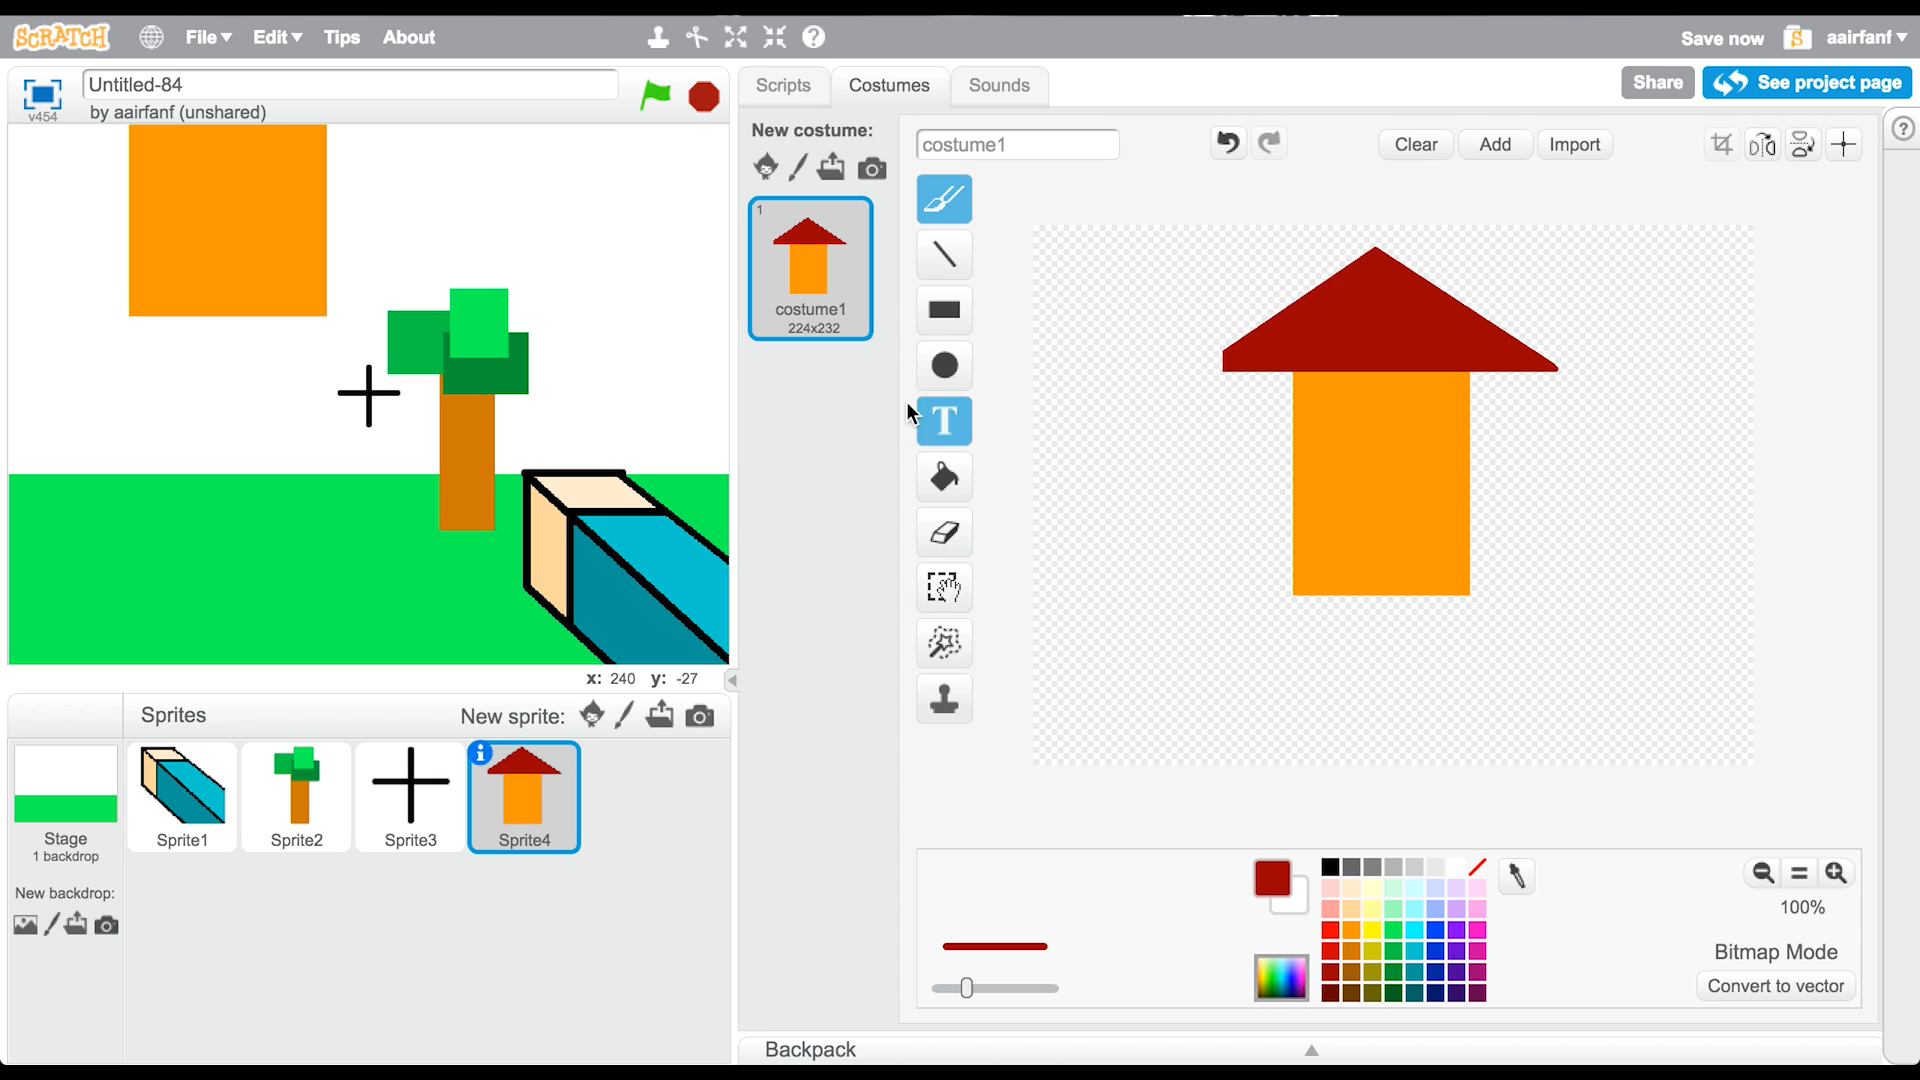 SCRATCH File Edit Tips About Save now aairfanf
v454
Untitled-84
by aairfanf (unshared)
Scripts Costumes Sounds Share See project page
New costume:
costume1
Clear Add Import
1
costume1
224x232
T
x: 240 y: -27
Sprites New sprite:
Stage
1 backdrop
New backdrop:
Sprite1 Sprite2 Sprite3 Sprite4
100%
Bitmap Mode
Convert to vector
Backpack